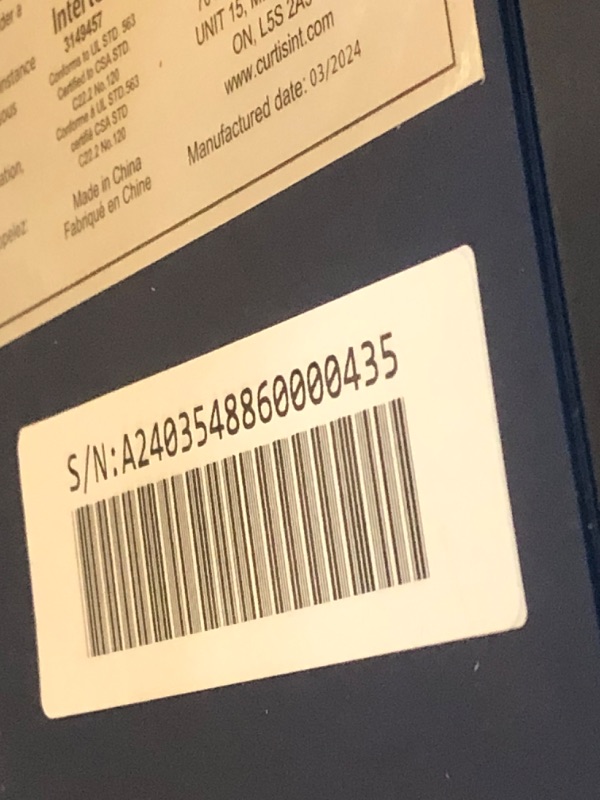 3149457
Conforms to UL STD. 563
Certified to CSA STD
C22.2 No.120
Conforme à UL STD.563
certifié CSA STD
C22.2 No.120
Made in China
Fabriqué en Chine
UNIT 15,
ON, L5S
www.curtisint.com
Manufactured date: 03/2024
S/N:A2403548860000435